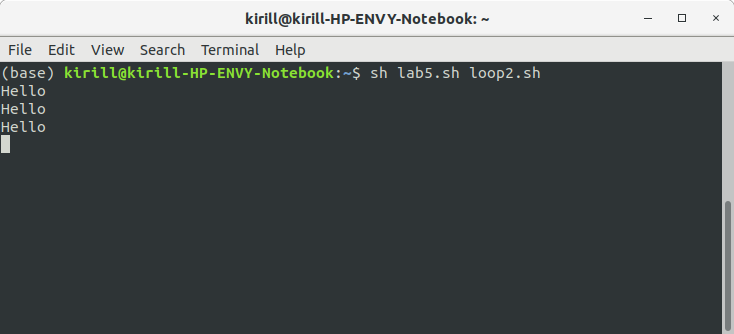 kirill@kirill-HP-ENVY-Notebook: ~
File Edit View Search Terminal Help
(base) kirill@kirill-HP-ENVY-Notebook:~$ sh lab5.sh loop2.sh
Hello
Hello
Hello